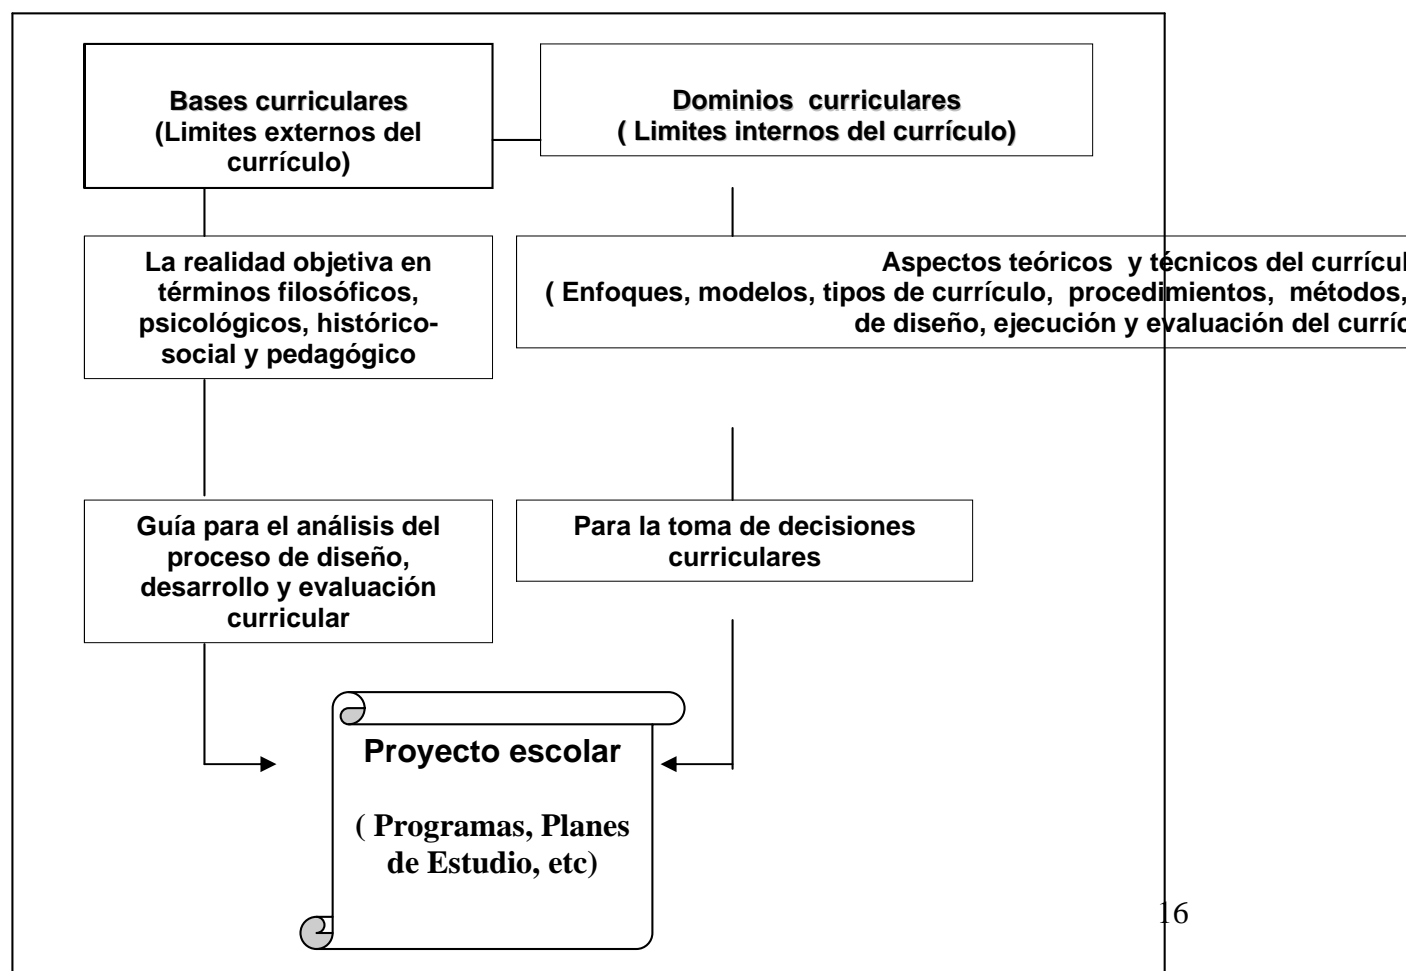 Bases curriculares
(Limites externos del
currículo)
Dominios  curriculares
( Limites internos del currículo)
La realidad objetiva en
términos filosóficos,
psicológicos, histórico-
social y pedagógico
Aspectos teóricos  y técnicos del
( Enfoques, modelos, tipos de currículo,  procedimientos,  métodos,
de diseño, ejecución y evaluación del
Guía para el análisis del
proceso de diseño,
desarrollo y evaluación
curricular
Para la toma de decisiones
curriculares
Proyecto escolar
( Programas, Planes
de Estudio, etc)
16